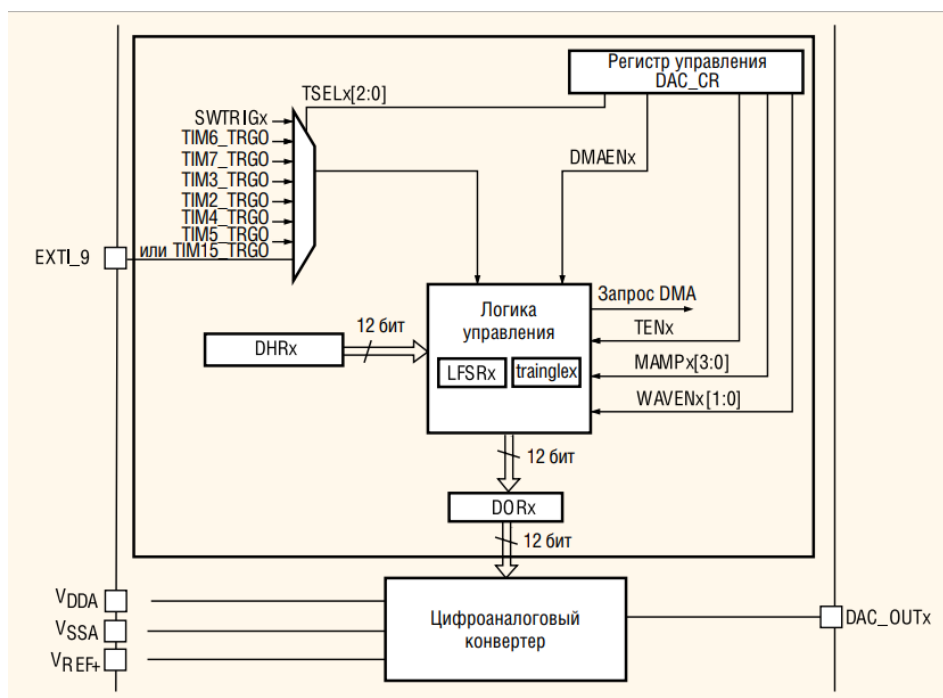 Регистр управления
DAC_CR
TSELx[2:0]
SWTRIGx
TIM6_TRGO
TIM7_TRGO
TIM3_TRGO
TIM2_TRGO
TIM4_TRGO
TIM5_TRGO
или TIM15_TRGO
EXTI_9
DMAENx
Логика
управления
LFSRx
trainglex
Запрос DMA
TENx
MAMPx[3:0]
WAVENx[1:0]
DHRx
12 бит
12 бит
DORx
12 бит
VDDA
VSSA
VREF+
Цифроаналоговый
конвертер
DAC_OUTx